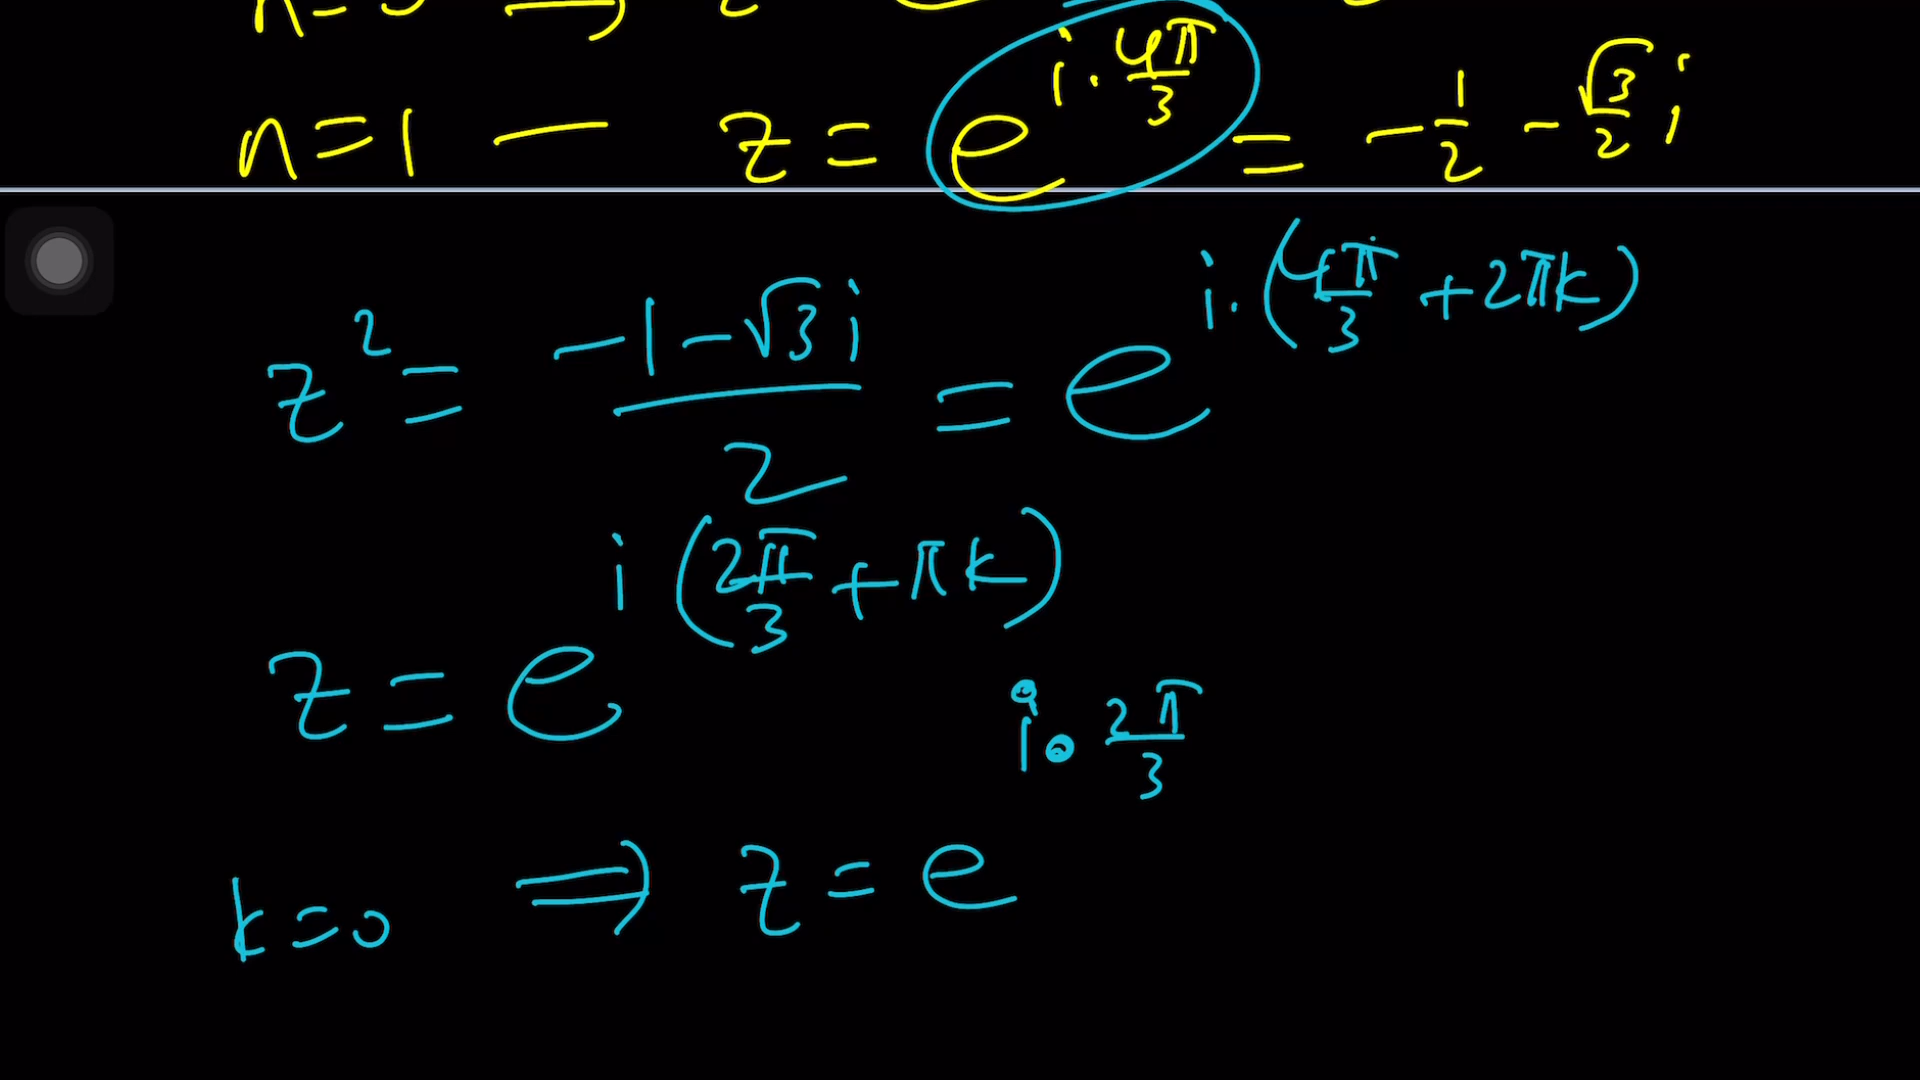 n = 1 — z = e^{i · 4π/3} = -1/2 - √3/2 i
z² = (-1 - √3 i)/2 = e^{i · (4π/3 + 2πk)}
z = e^{i (2π/3 + πk)}
k = 0 ⟹ z = e^{i · 2π/3}